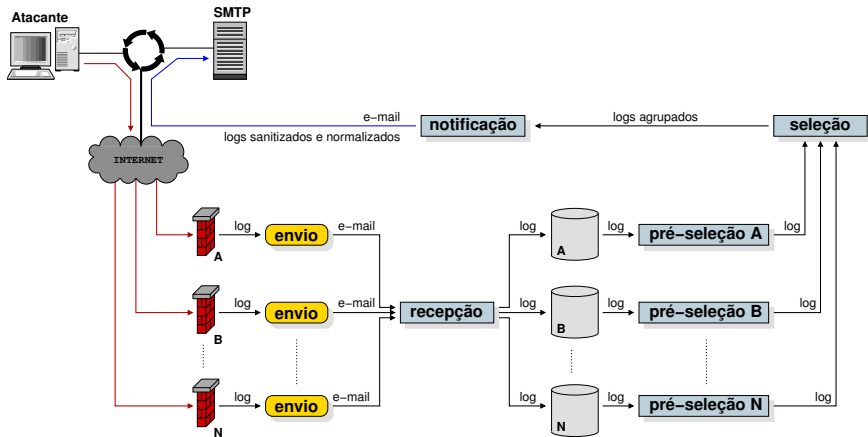 Atacante
SMTP
INTERNET
e-mail
logs sanitizados e normalizados
notificação
logs agrupados
seleção
A
log
envio
e-mail
log
A
log
pré-seleção A
log
B
log
envio
e-mail
recepção
log
B
log
pré-seleção B
log
N
log
envio
e-mail
log
N
log
pré-seleção N
log